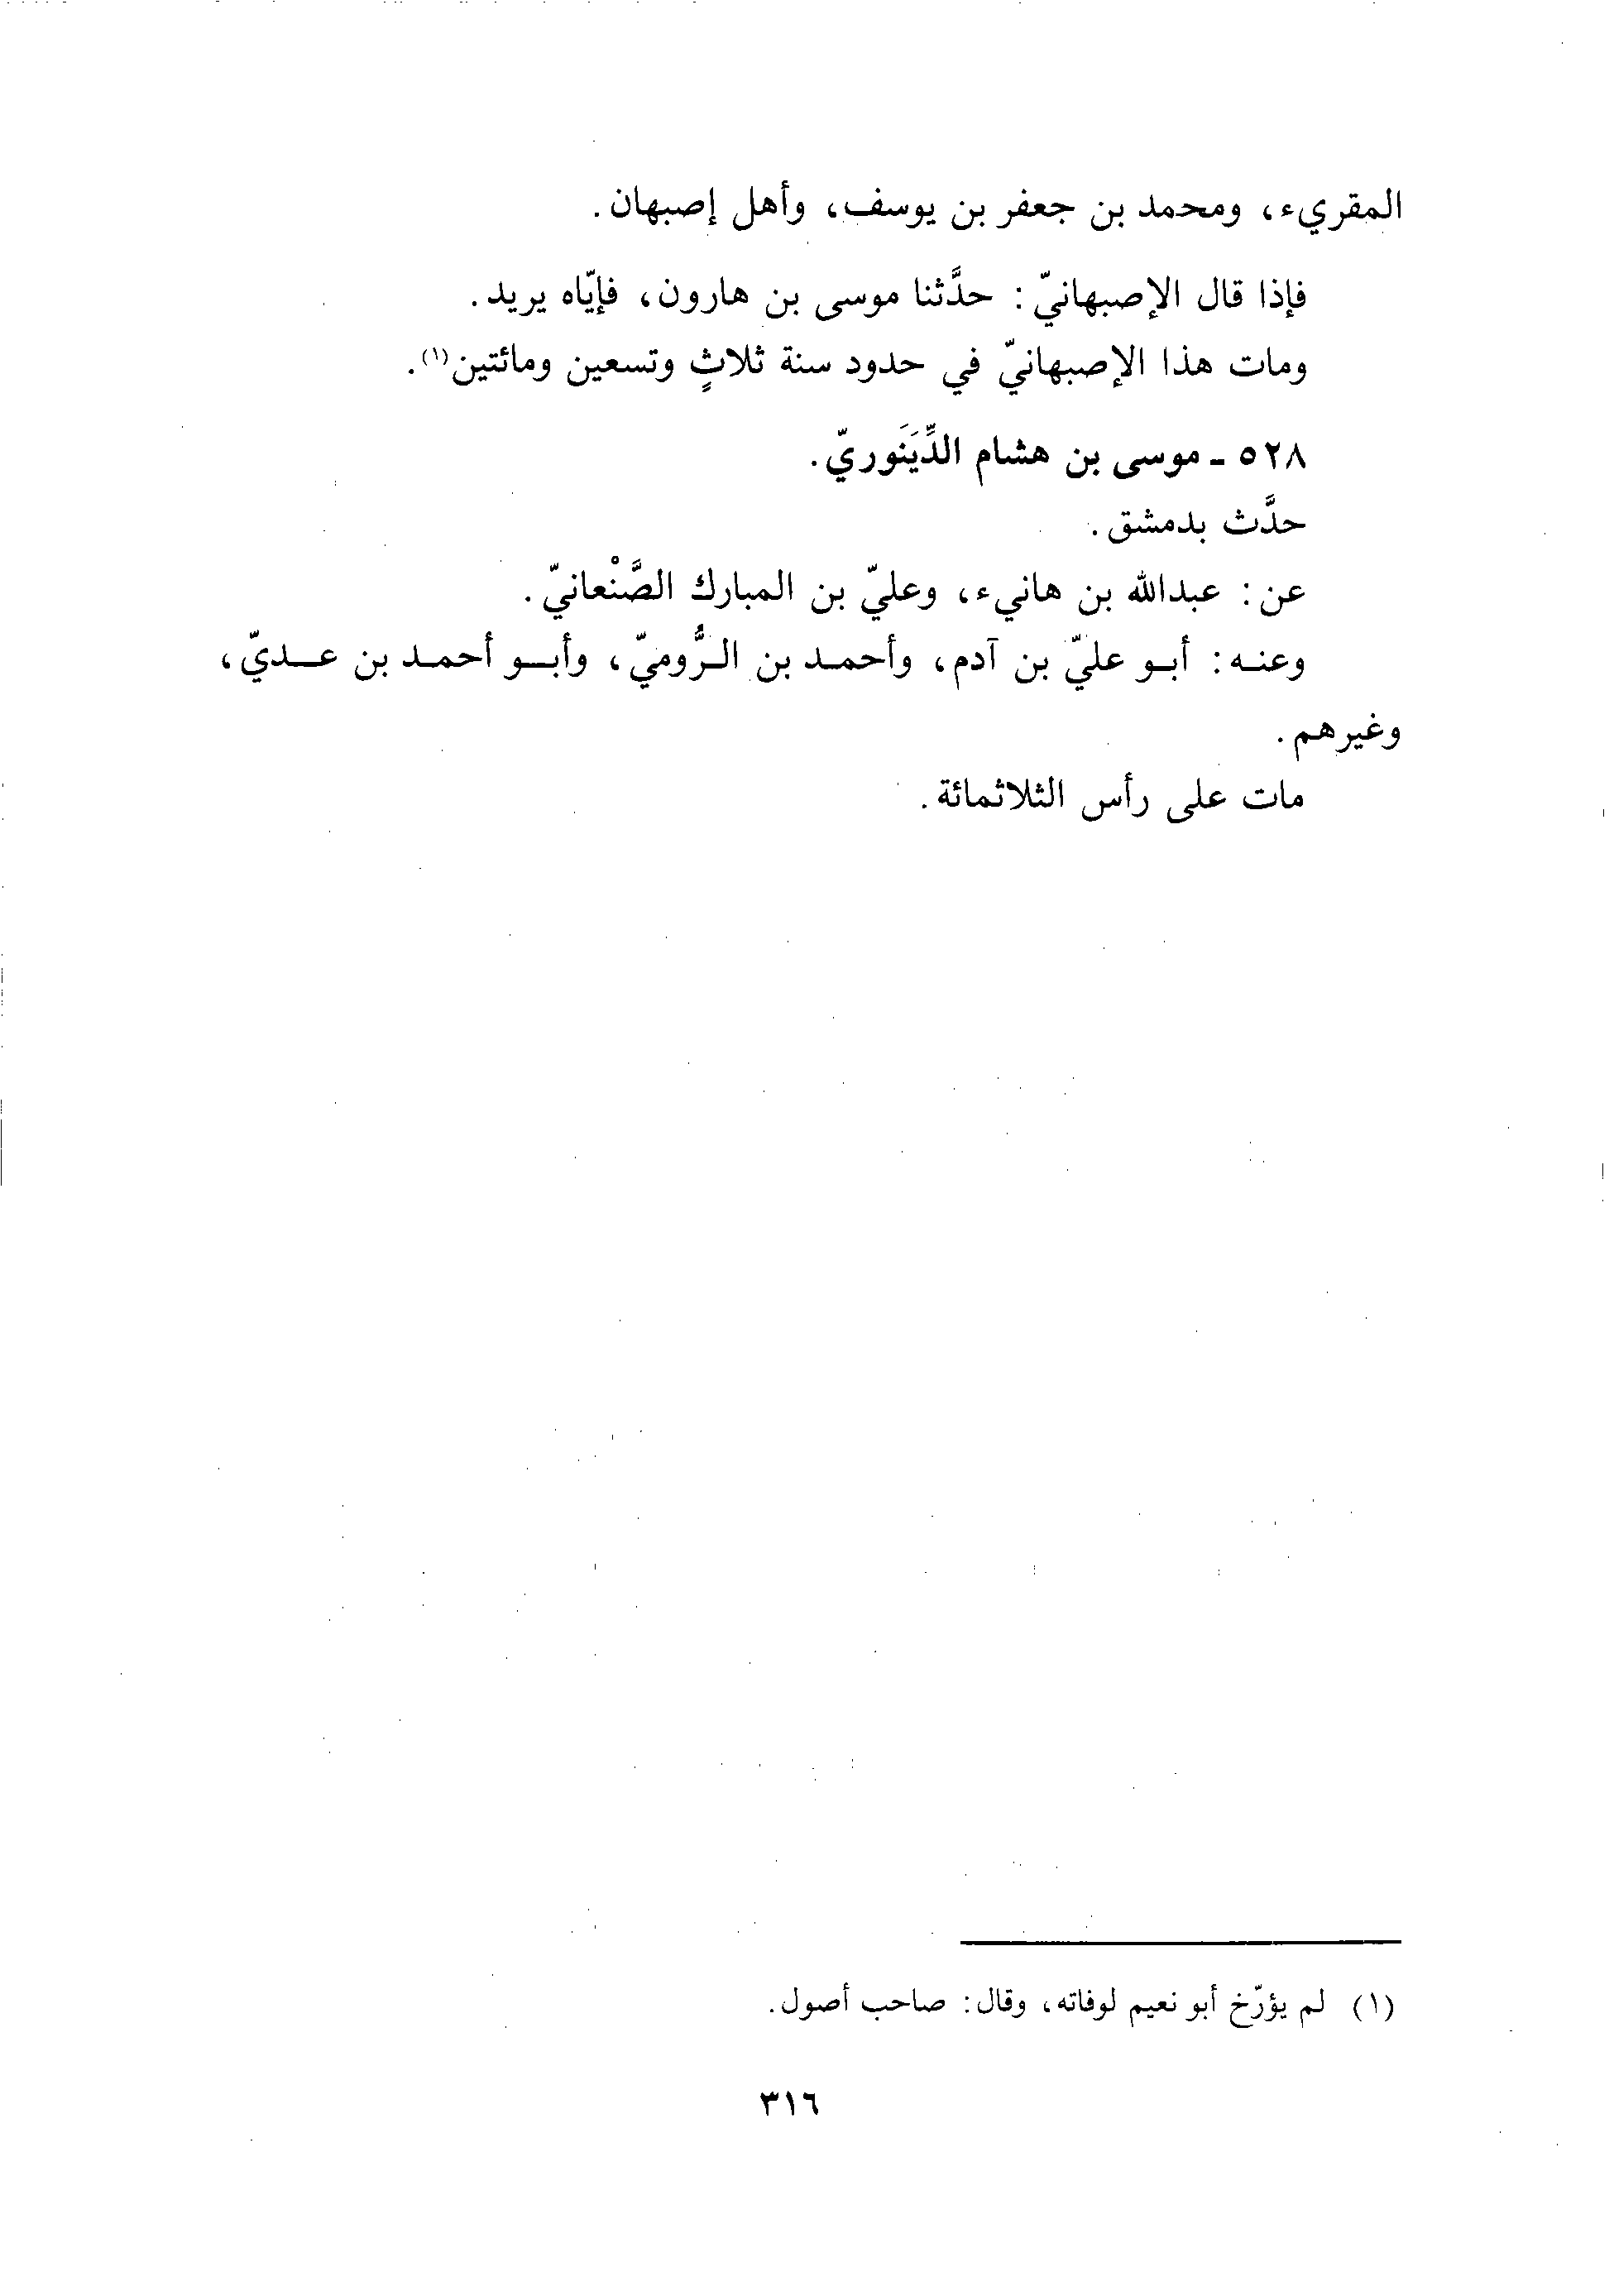 المقريء، ومحمد بن جعفر بن يوسف، وأهل إصبهان.
فإذا قال الإصبهانيّ: حدَّثنا موسى بن هارون، فإيّاه يريد.
ومات هذا الإصبهانيّ في حدود سنة ثلاثٍ وتسعين ومائتين(١).
٥٢٨ - موسى بن هشام الدِّيَنَوريّ.
حدَّث بدمشق.
عن: عبدالله بن هانيء، وعليّ بن المبارك الصَّنْعانيّ.
وعنه: أبو عليّ بن آدم، وأحمد بن الرُّوميّ، وأبو أحمد بن عديّ،
وغيرهم.
مات على رأس الثلاثمائة.
(١) لم يؤرّخ أبو نعيم لوفاته، وقال: صاحب أصول.
٣١٦